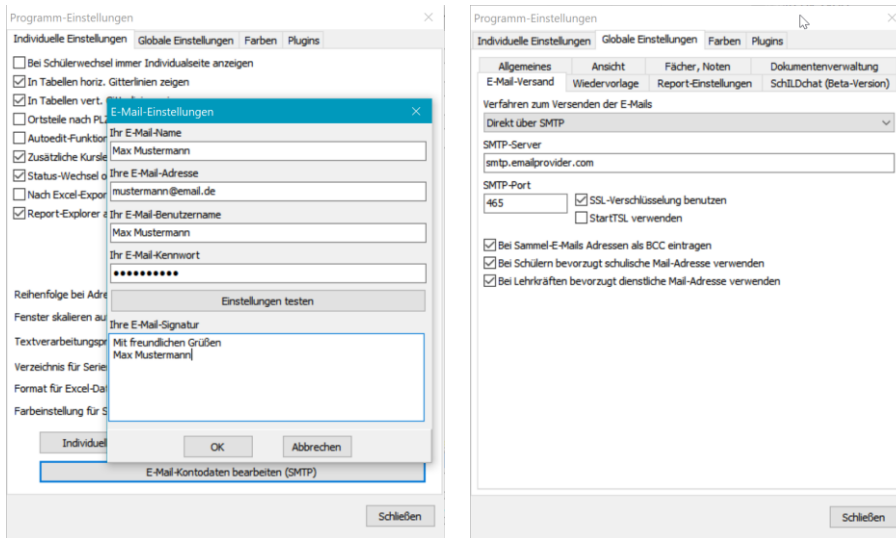 Programm-Einstellungen
Individuelle Einstellungen Globale Einstellungen Farben Plugins
Bei Schülerwechsel immer Individualseite anzeigen
In Tabellen horiz. Gitterlinien zeigen
In Tabellen vert.
Ortsteile nach PLZ
Autoedit-Funktion
Zusätzliche Kursle
Status-Wechsel o
Nach Excel-Expor
Report-Explorer a
Reihenfolge bei Adre
Fenster skalieren au
Textverarbeitungspr
Verzeichnis für Serie
Format für Excel-Dat
Farbeinstellung für S
Individuel
E-Mail-Kontodaten bearbeiten (SMTP)
Schließen
E-Mail-Einstellungen
Ihr E-Mail-Name
Max Mustermann
Ihre E-Mail-Adresse
mustermann@email.de
Ihr E-Mail-Benutzername
Max Mustermann
Ihr E-Mail-Kennwort
●●●●●●●●●●
Einstellungen testen
Ihre E-Mail-Signatur
Mit freundlichen Grüßen
Max Mustermann
OK Abbrechen
Programm-Einstellungen
Individuelle Einstellungen Globale Einstellungen Farben Plugins
Allgemeines Ansicht Fächer, Noten Dokumentenverwaltung
E-Mail-Versand Wiedervorlage Report-Einstellungen SchILDchat (Beta-Version)
Verfahren zum Versenden der E-Mails
Direkt über SMTP
SMTP-Server
smtp.emailprovider.com
SMTP-Port
465 SSL-Verschlüsselung benutzen
StartTSL verwenden
Bei Sammel-E-Mails Adressen als BCC eintragen
Bei Schülern bevorzugt schulische Mail-Adresse verwenden
Bei Lehrkräften bevorzugt dienstliche Mail-Adresse verwenden
Schließen